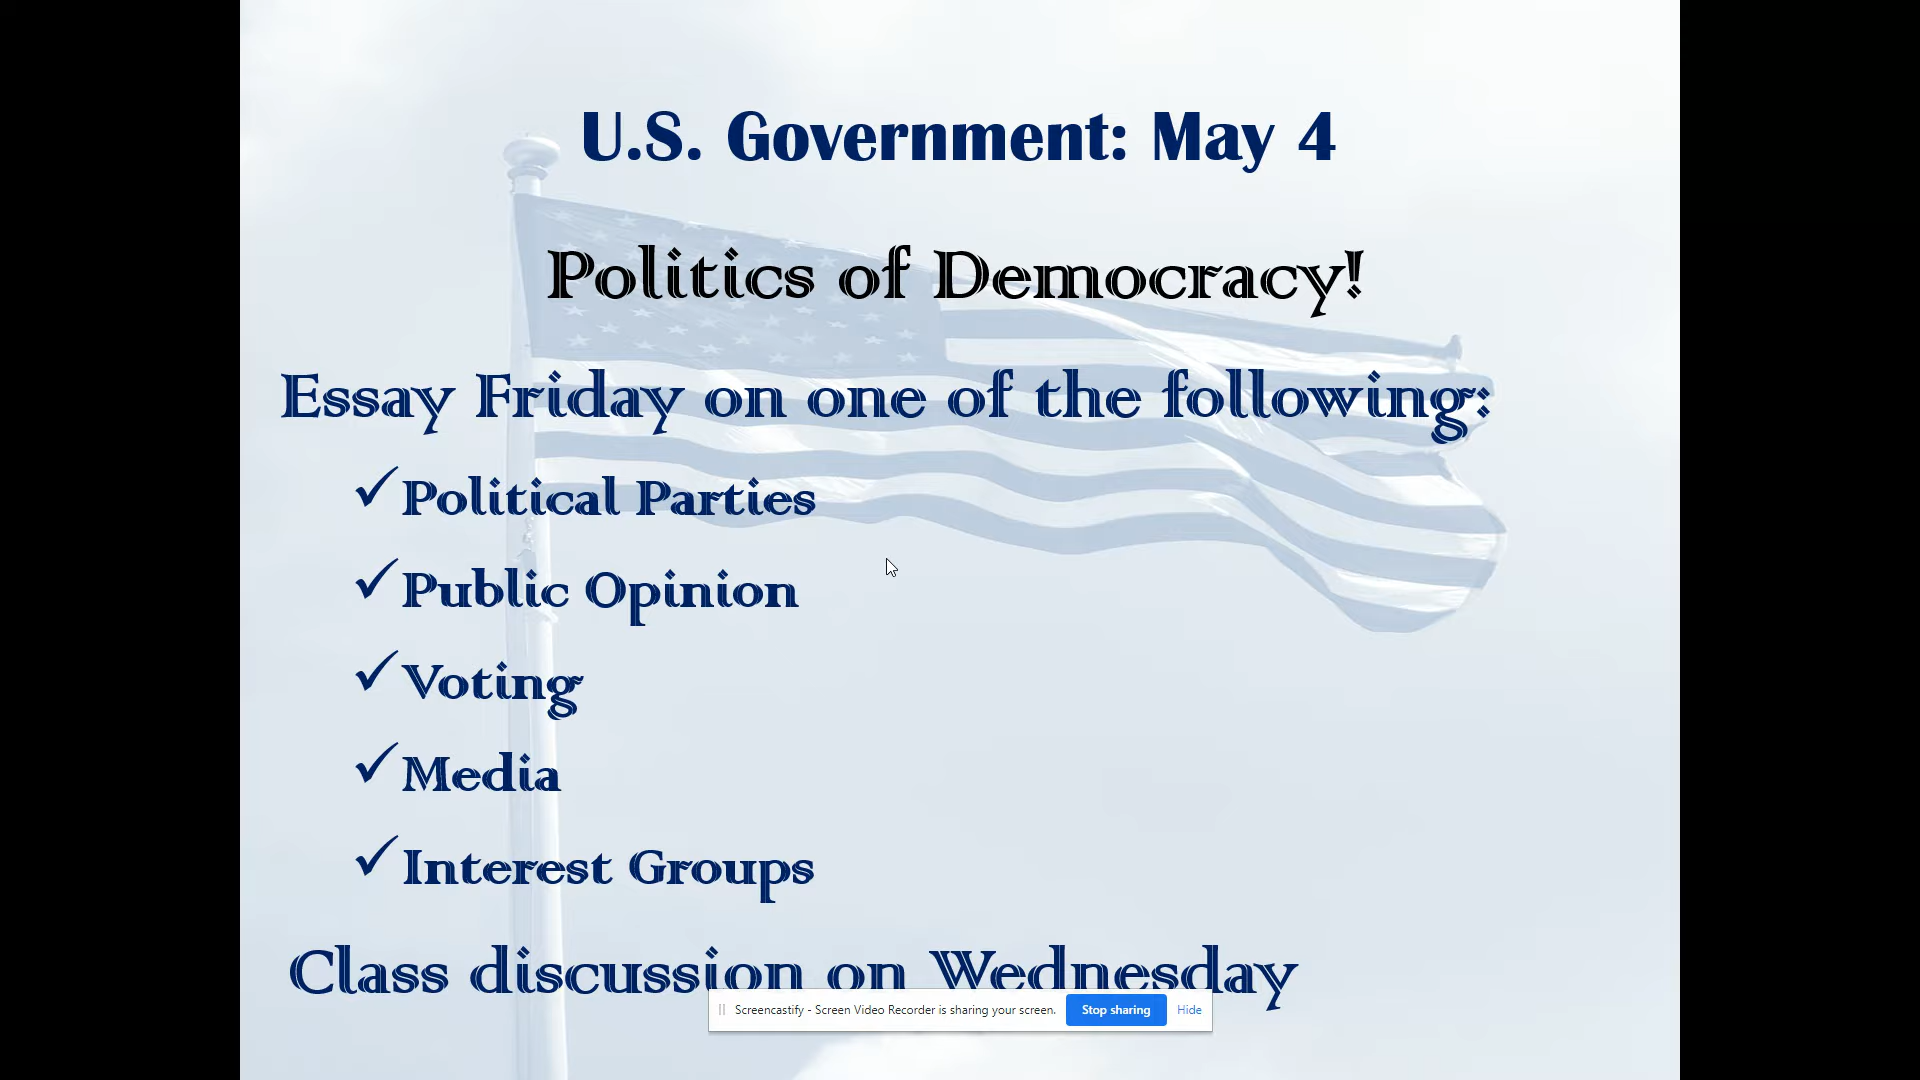 U.S. Government: May 4
Politics of Democracy!
Essay Friday on one of the following:
✓Political Parties
✓Public Opinion
✓Voting
✓Media
✓Interest Groups
Class discussion on Wednesday
Screencastify - Screen Video Recorder is sharing your screen. Stop sharing Hide